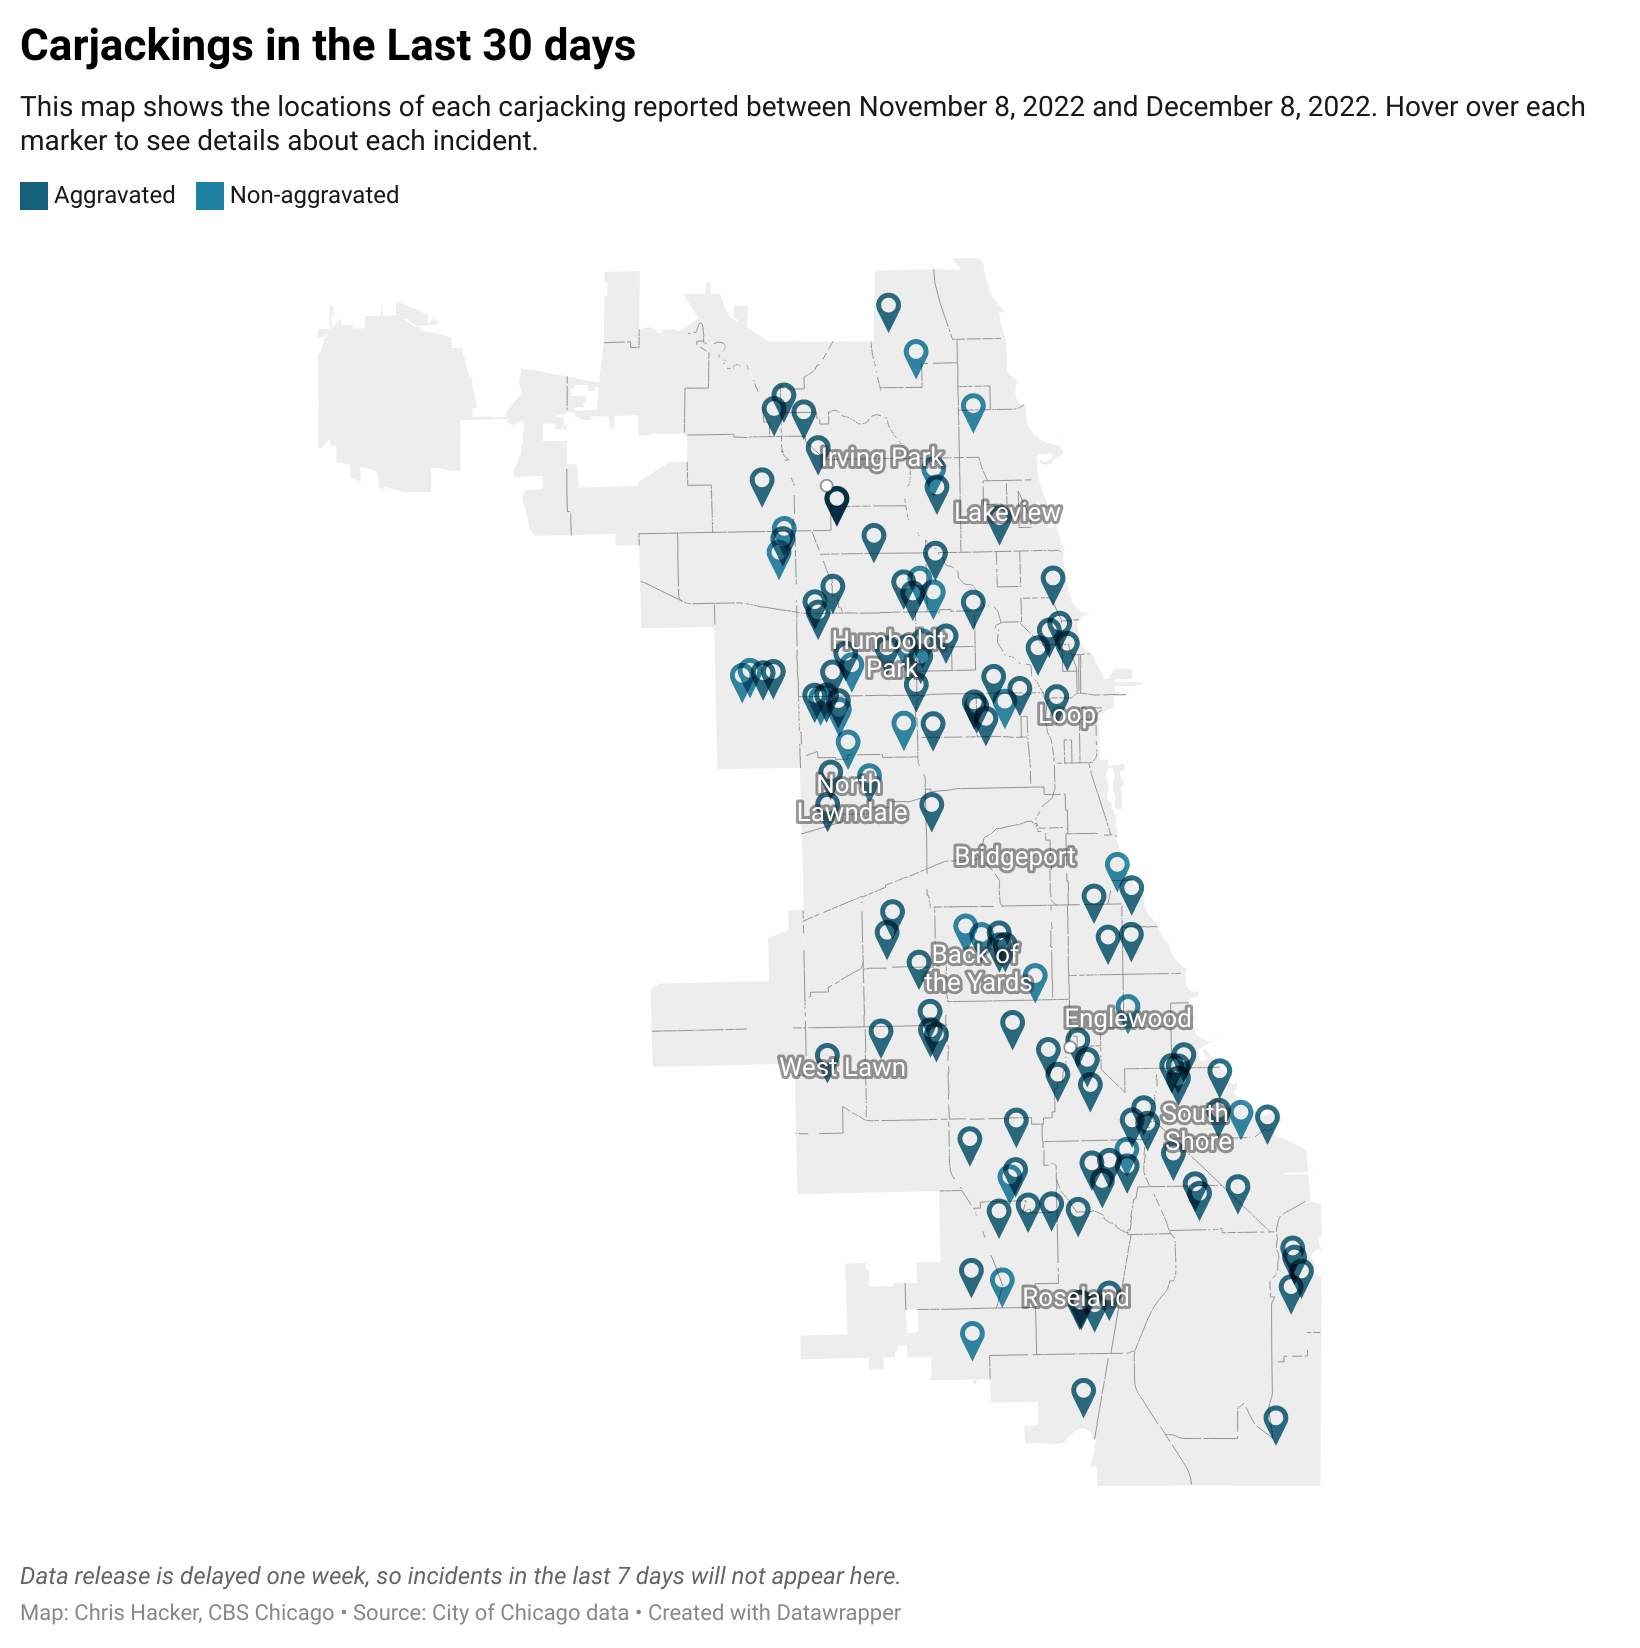 Carjackings in the Last 30 days
This map shows the locations of each carjacking reported between November 8, 2022 and December 8, 2022. Hover over each
marker to see details about each incident.
Aggravated Non-aggravated
Irving Park
Lakeview
Humboldt
Park
Loop
North
Lawndale
Bridgeport
Back of
the Yards
Englewood
West Lawn
South
Shore
Roseland
Data release is delayed one week, so incidents in the last 7 days will not appear here.
Map: Chris Hacker, CBS Chicago • Source: City of Chicago data • Created with Datawrapper